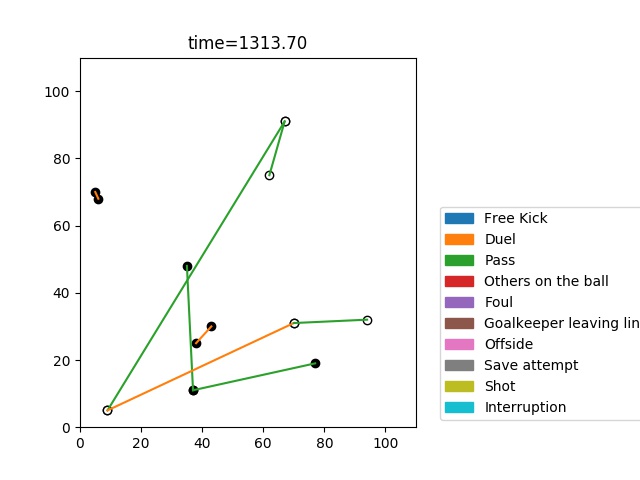 time=1313.70
100
80
60
40
20
0
0 20 40 60 80 100
Free Kick
Duel
Pass
Others on the ball
Foul
Goalkeeper leaving lin
Offside
Save attempt
Shot
Interruption